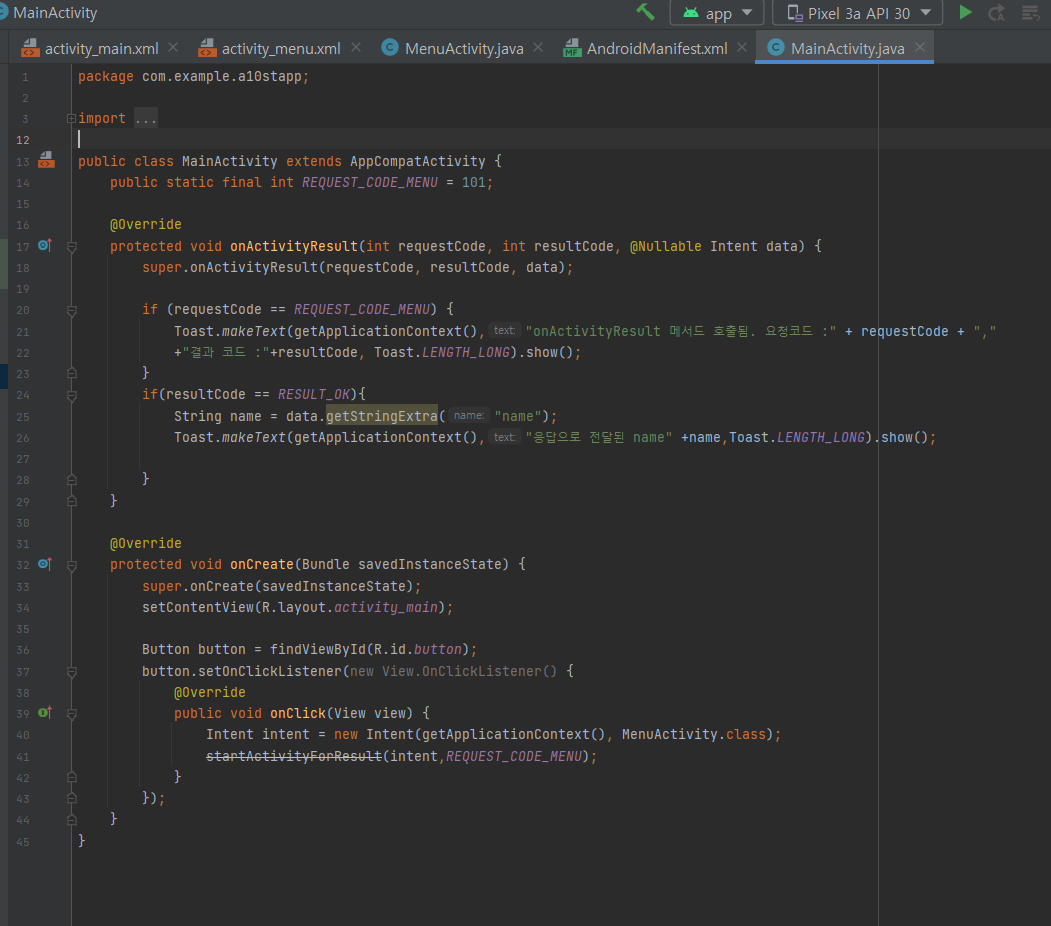 MainActivity
app
Pixel 3a API 30
activity_main.xml
activity_menu.xml
MenuActivity.java
AndroidManifest.xml
MainActivity.java
1 package com.example.a10stapp;
2
3 import ...
12
13 public class MainActivity extends AppCompatActivity {
14 public static final int REQUEST_CODE_MENU = 101;
15
16 @Override
17 protected void onActivityResult(int requestCode, int resultCode, @Nullable Intent data) {
18 super.onActivityResult(requestCode, resultCode, data);
19
20 if (requestCode == REQUEST_CODE_MENU) {
21 Toast.makeText(getApplicationContext(), text: "onActivityResult 메서드 호출됨. 요청코드 :" + requestCode + ","
22 +"결과 코드 :"+resultCode, Toast.LENGTH_LONG).show();
23 }
24 if(resultCode == RESULT_OK){
25 String name = data.getStringExtra( name: "name");
26 Toast.makeText(getApplicationContext(), text: "응답으로 전달된 name" +name,Toast.LENGTH_LONG).show();
27
28 }
29 }
30
31 @Override
32 protected void onCreate(Bundle savedInstanceState) {
33 super.onCreate(savedInstanceState);
34 setContentView(R.layout.activity_main);
35
36 Button button = findViewById(R.id.button);
37 button.setOnClickListener(new View.OnClickListener() {
38 @Override
39 public void onClick(View view) {
40 Intent intent = new Intent(getApplicationContext(), MenuActivity.class);
41 startActivityForResult(intent,REQUEST_CODE_MENU);
42 }
43 });
44 }
45 }